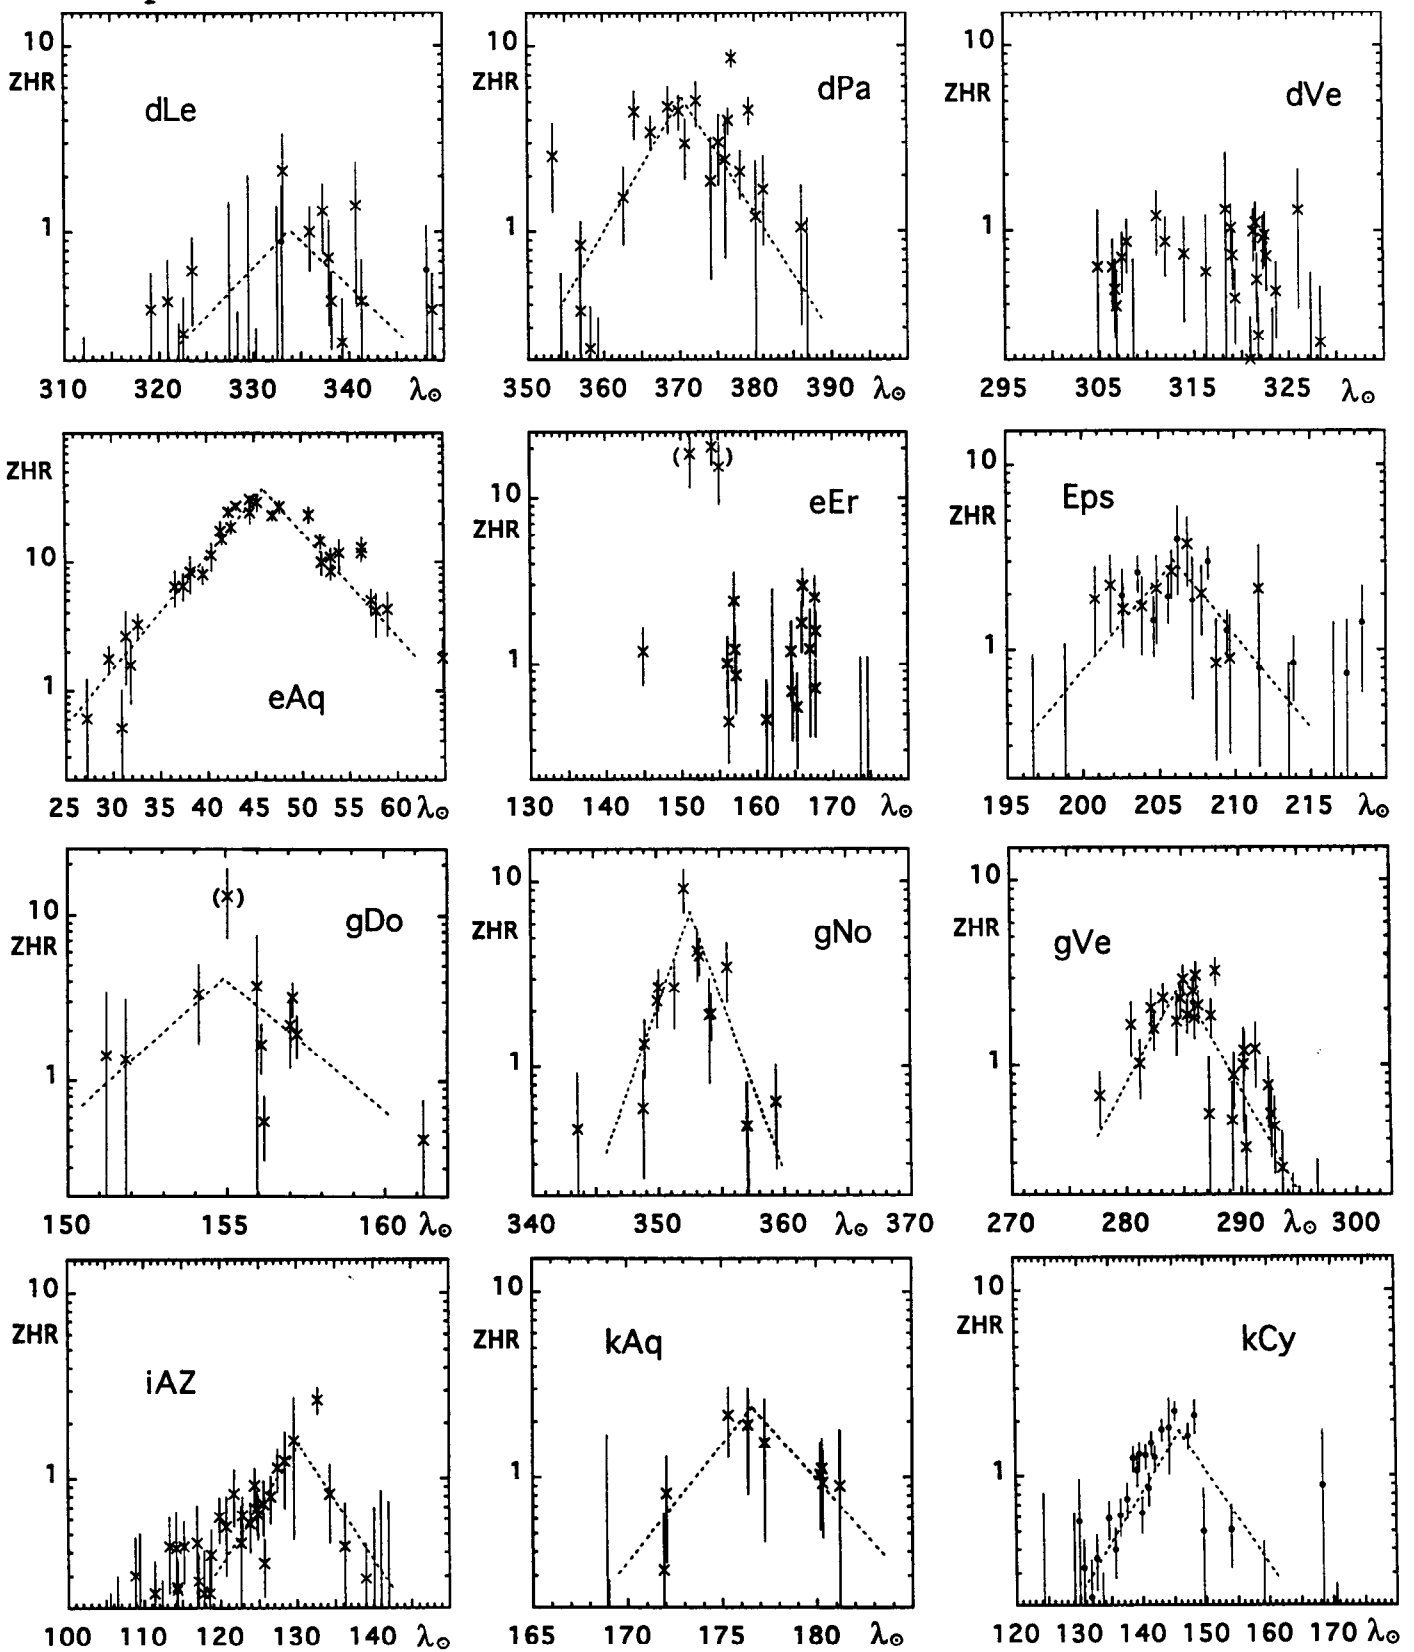 10 10 10
ZHR ZHR ZHR
dLe dPa dVe
1 1 1
310 320 330 340 λ⊙ 350 360 370 380 390 λ⊙ 295 305 315 325 λ⊙
ZHR 10 10
ZHR ZHR
eEr Eps
10
1 1
1 eAq
25 30 35 40 45 50 55 60 λ⊙ 130 140 150 160 170 λ⊙ 195 200 205 210 215 λ⊙
( )
(×)
10 10 10
ZHR ZHR ZHR
gDo gNo gVe
1 1 1
150 155 160 λ⊙ 340 350 360 λ⊙ 370 270 280 290 λ⊙ 300
10 10 10
ZHR ZHR ZHR
iAZ kAq kCy
1 1 1
100 110 120 130 140 λ⊙ 165 170 175 180 λ⊙ 120 130 140 150 160 170 λ⊙